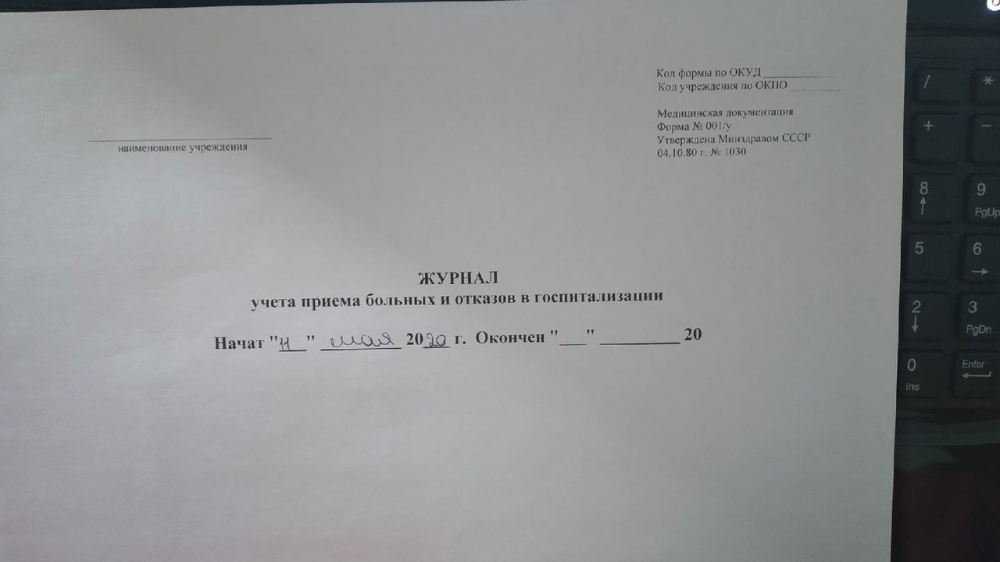 Код формы по ОКУД ____________
Код учреждения по ОКПО _________
Медицинская документация
Форма № 001/у
Утверждена Минздравом СССР
04.10.80 г. № 1030
наименование учреждения
ЖУРНАЛ
учета приема больных и отказов в госпитализации
Начат "11" мая 2020 г. Окончен "___" _________ 20
/ *
+ −
8 ↑ 9 PgUp
5 6 →
2 ↓ 3 PgDn
0 Ins Enter